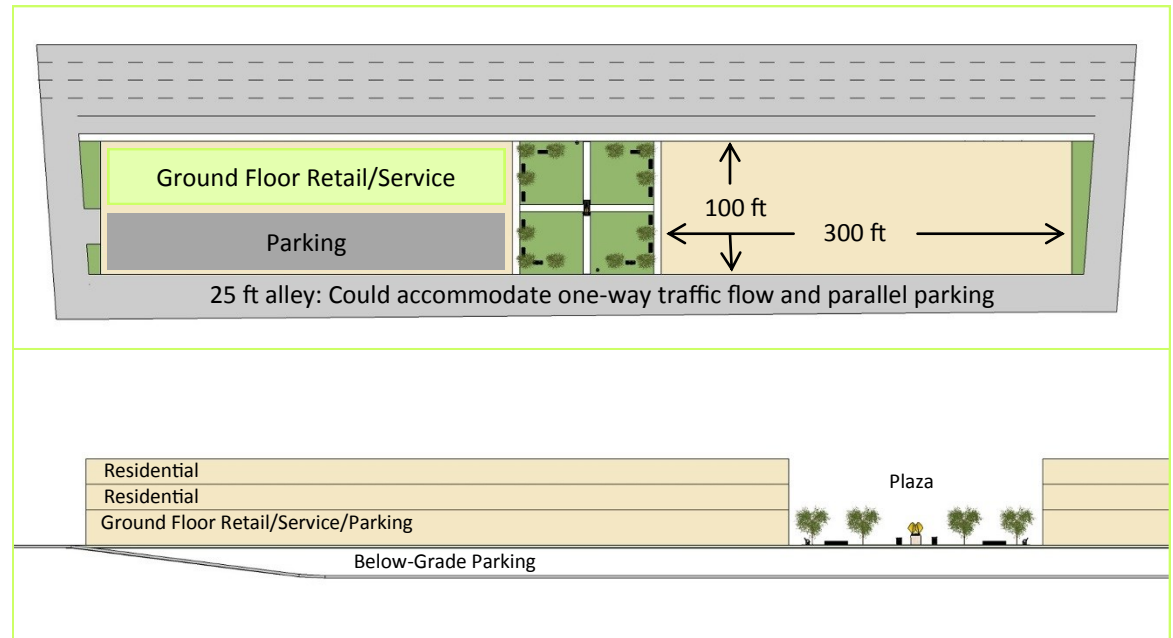 Ground Floor Retail/Service
Parking
100 ft
300 ft
25 ft alley: Could accommodate one-way traffic flow and parallel parking
Residential
Residential
Ground Floor Retail/Service/Parking
Plaza
Below-Grade Parking